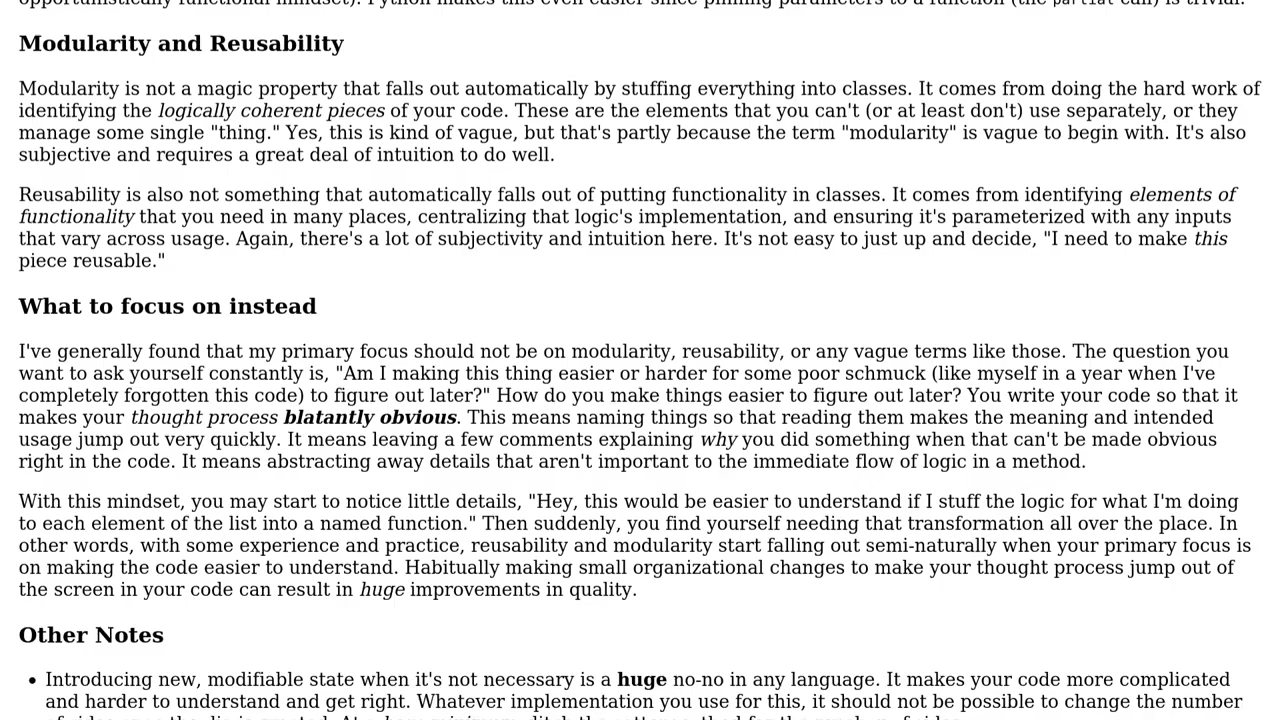 opportunistically functional mindset). Python makes this even easier since pinning parameters to a function (the partial call) is trivial.
Modularity and Reusability
Modularity is not a magic property that falls out automatically by stuffing everything into classes. It comes from doing the hard work of
identifying the logically coherent pieces of your code. These are the elements that you can't (or at least don't) use separately, or they
manage some single "thing." Yes, this is kind of vague, but that's partly because the term "modularity" is vague to begin with. It's also
subjective and requires a great deal of intuition to do well.
Reusability is also not something that automatically falls out of putting functionality in classes. It comes from identifying elements of
functionality that you need in many places, centralizing that logic's implementation, and ensuring it's parameterized with any inputs
that vary across usage. Again, there's a lot of subjectivity and intuition here. It's not easy to just up and decide, "I need to make this
piece reusable."
What to focus on instead
I've generally found that my primary focus should not be on modularity, reusability, or any vague terms like those. The question you
want to ask yourself constantly is, "Am I making this thing easier or harder for some poor schmuck (like myself in a year when I've
completely forgotten this code) to figure out later?" How do you make things easier to figure out later? You write your code so that it
makes your thought process blatantly obvious. This means naming things so that reading them makes the meaning and intended
usage jump out very quickly. It means leaving a few comments explaining why you did something when that can't be made obvious
right in the code. It means abstracting away details that aren't important to the immediate flow of logic in a method.
With this mindset, you may start to notice little details, "Hey, this would be easier to understand if I stuff the logic for what I'm doing
to each element of the list into a named function." Then suddenly, you find yourself needing that transformation all over the place. In
other words, with some experience and practice, reusability and modularity start falling out semi-naturally when your primary focus is
on making the code easier to understand. Habitually making small organizational changes to make your thought process jump out of
the screen in your code can result in huge improvements in quality.
Other Notes
• Introducing new, modifiable state when it's not necessary is a huge no-no in any language. It makes your code more complicated
and harder to understand and get right. Whatever implementation you use for this, it should not be possible to change the number